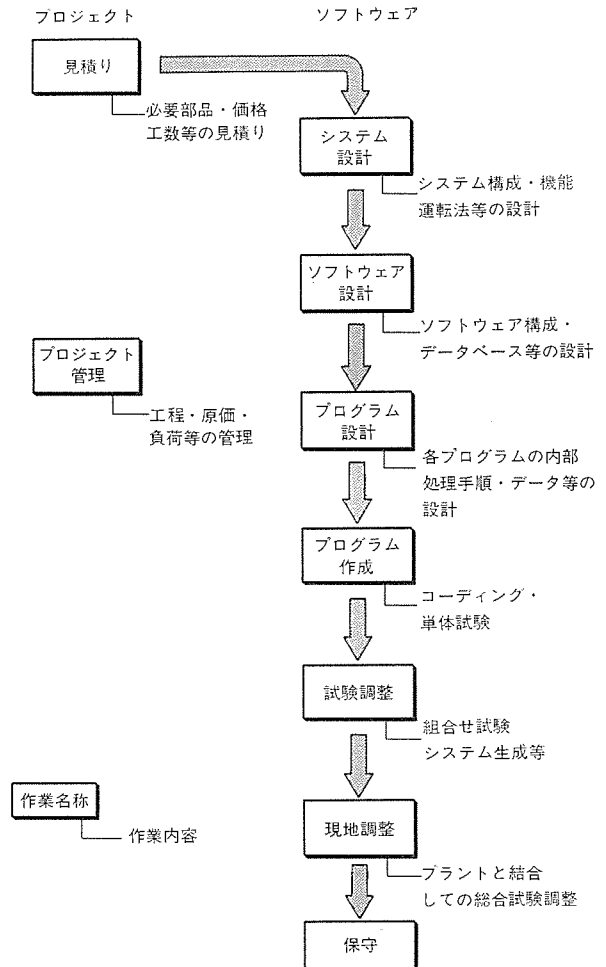 プロジェクト
ソフトウェア
見積り
必要部品・価格
工数等の見積り
システム
設計
システム構成・機能
運転法等の設計
ソフトウェア
設計
ソフトウェア構成・
データベース等の設計
プロジェクト
管理
工程・原価・
負荷等の管理
プログラム
設計
各プログラムの内部
処理手順・データ等の
設計
プログラム
作成
コーディング・
単体試験
試験調整
組合せ試験
システム生成等
作業名称
作業内容
現地調整
プラントと結合
しての総合試験調整
保守